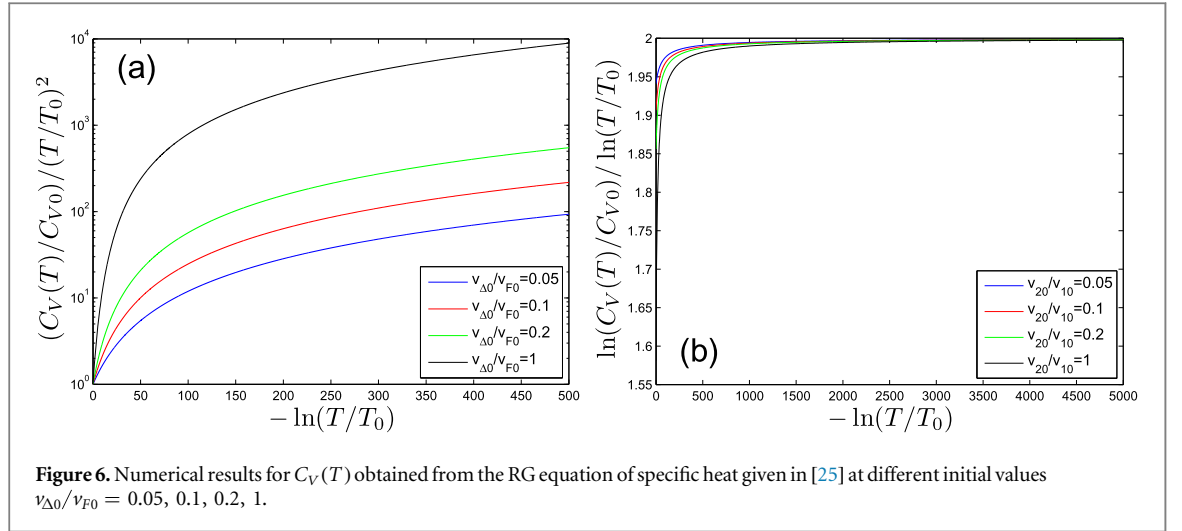 (a)
(C_V(T)/C_{V0})/(T/T_0)^2
10^4
10^3
10^2
10^1
10^0
0 50 100 150 200 250 300 350 400 450 500
− ln(T/T_0)
v_{Δ0}/v_{F0}=0.05
v_{Δ0}/v_{F0}=0.1
v_{Δ0}/v_{F0}=0.2
v_{Δ0}/v_{F0}=1
ln(C_V(T)/C_{V0})/ ln(T/T_0)
2
1.95
1.9
1.85
1.8
1.75
1.7
1.65
1.6
1.55
0 500 1000 1500 2000 2500 3000 3500 4000 4500 5000
− ln(T/T_0)
(b)
v_{20}/v_{10}=0.05
v_{20}/v_{10}=0.1
v_{20}/v_{10}=0.2
v_{20}/v_{10}=1
Figure 6. Numerical results for C_V(T) obtained from the RG equation of specific heat given in [25] at different initial values
v_{Δ0}/v_{F0} = 0.05, 0.1, 0.2, 1.